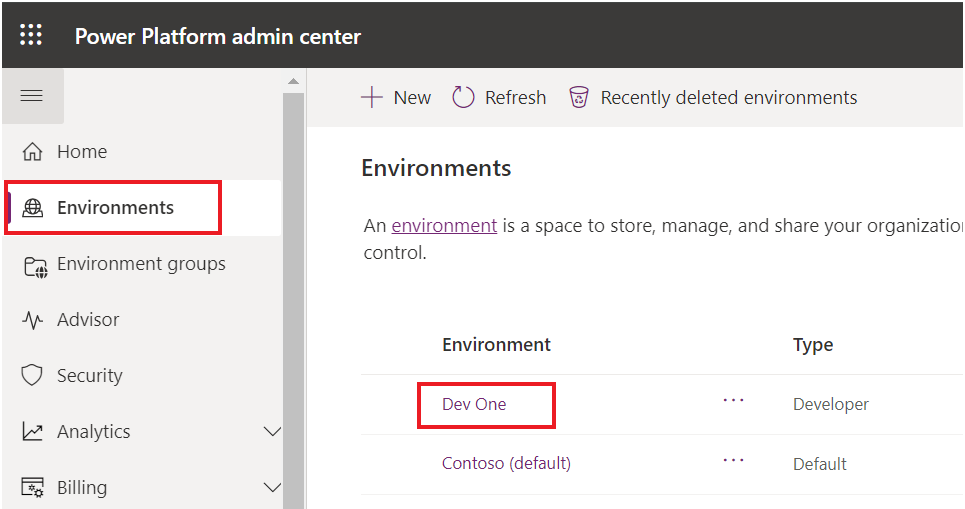 Power Platform admin center
New Refresh Recently deleted environments
Home
Environments
Environment groups
Advisor
Security
Analytics
Billing
Environments
An environment is a space to store, manage, and share your organizatio
control.
Environment Type
Dev One ... Developer
Contoso (default) ... Default